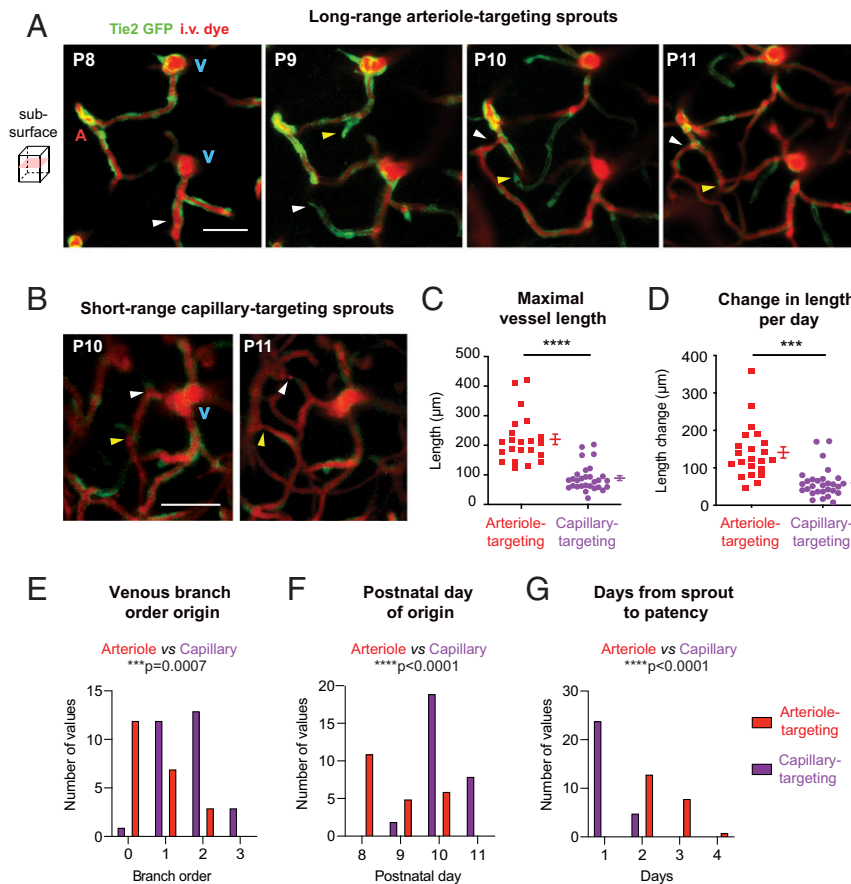 A
Long-range arteriole-targeting sprouts
Tie2 GFP i.v. dye
P8
V
P9
P10
P11
sub-
surface
A
V
B
Short-range capillary-targeting sprouts
P10
V
P11
C
Maximal
vessel length
****
Length (µm)
500
400
300
200
100
0
Arteriole-
targeting
Capillary-
targeting
D
Change in length
per day
***
Length change (µm)
400
300
200
100
0
Arteriole-
targeting
Capillary-
targeting
E
Venous branch
order origin
Arteriole vs Capillary
***p=0.0007
Number of values
15
10
5
0
0 1 2 3
Branch order
F
Postnatal day
of origin
Arteriole vs Capillary
****p<0.0001
Number of values
20
15
10
5
0
8 9 10 11
Postnatal day
G
Days from sprout
to patency
Arteriole vs Capillary
****p<0.0001
Number of values
30
20
10
0
1 2 3 4
Days
Arteriole-
targeting
Capillary-
targeting